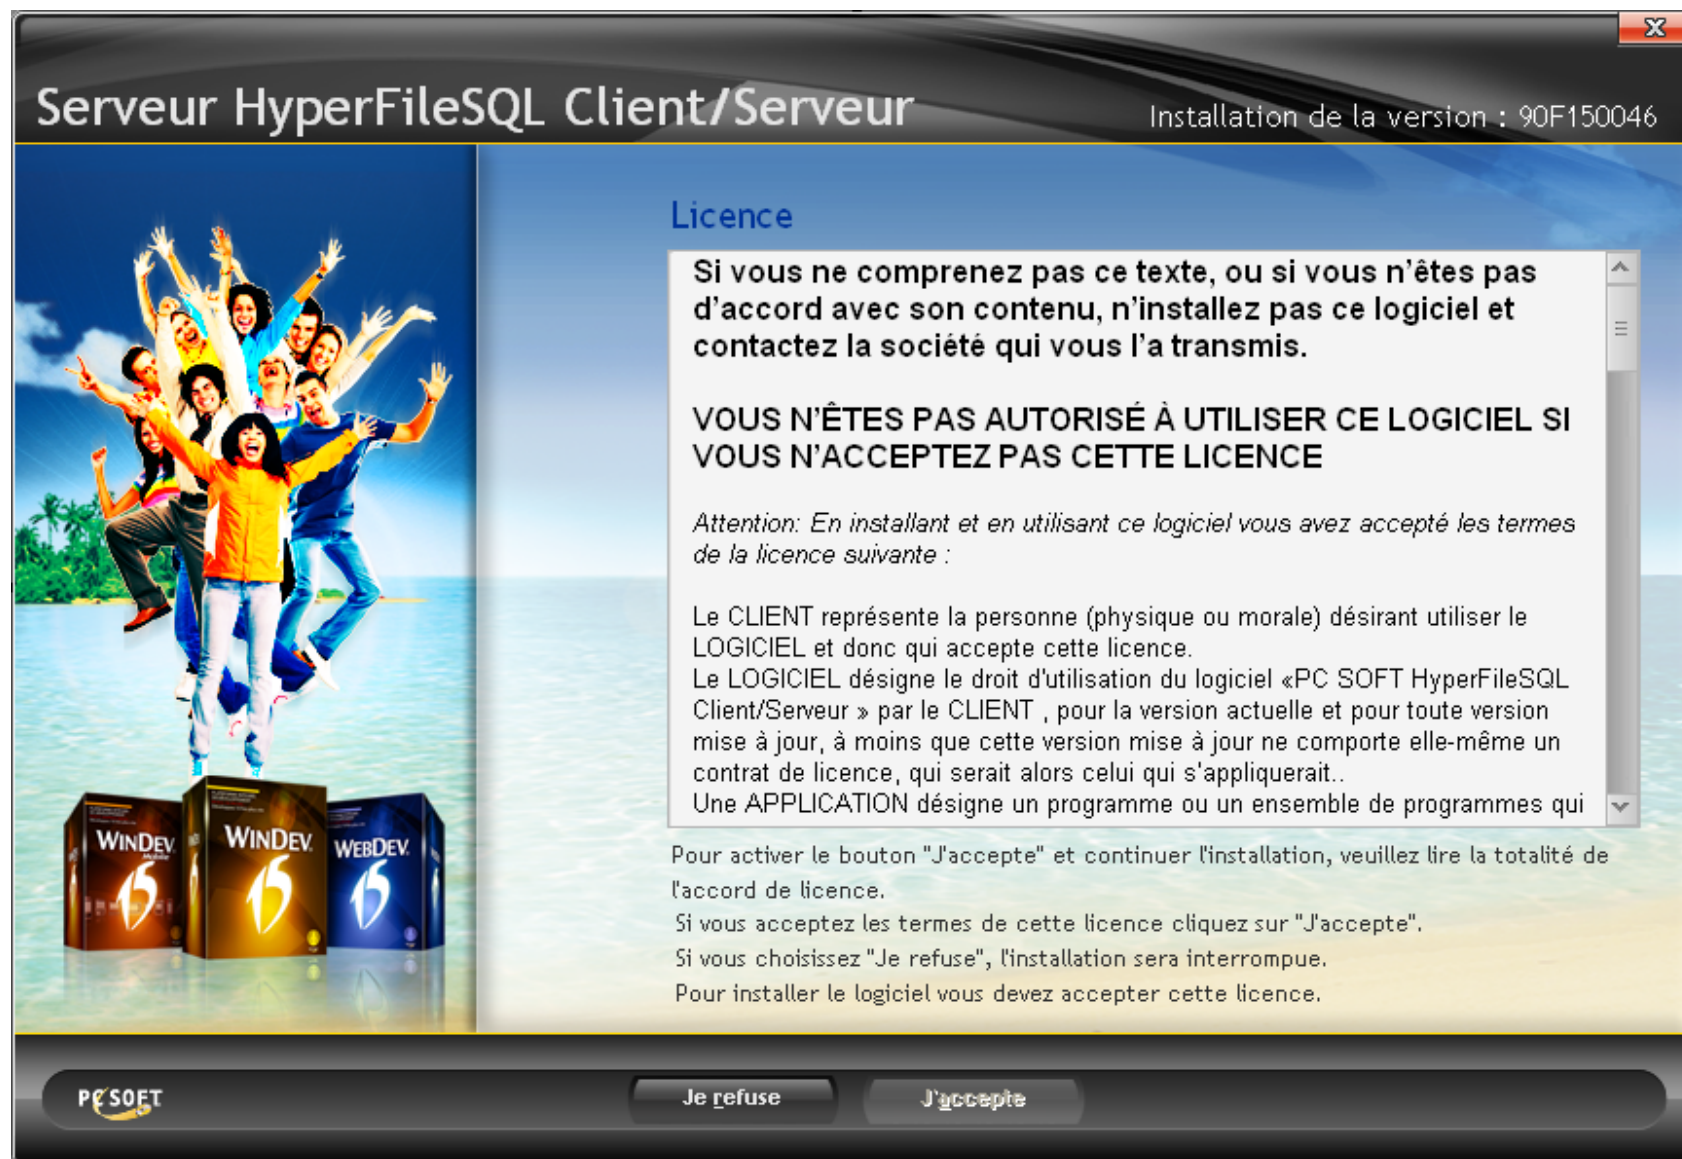 Serveur HyperFileSQL Client/Serveur
Installation de la version : 90F150046
Licence
Si vous ne comprenez pas ce texte, ou si vous n’êtes pas
d’accord avec son contenu, n’installez pas ce logiciel et
contactez la société qui vous l’a transmis.
VOUS N’ÊTES PAS AUTORISÉ À UTILISER CE LOGICIEL SI
VOUS N’ACCEPTEZ PAS CETTE LICENCE
Attention: En installant et en utilisant ce logiciel vous avez accepté les termes
de la licence suivante :
Le CLIENT représente la personne (physique ou morale) désirant utiliser le
LOGICIEL et donc qui accepte cette licence.
Le LOGICIEL désigne le droit d'utilisation du logiciel «PC SOFT HyperFileSQL
Client/Serveur » par le CLIENT , pour la version actuelle et pour toute version
mise à jour, à moins que cette version mise à jour ne comporte elle-même un
contrat de licence, qui serait alors celui qui s'appliquerait..
Une APPLICATION désigne un programme ou un ensemble de programmes qui
WINDEV Mobile 15
WINDEV 15
WEBDEV 15
Pour activer le bouton "J'accepte" et continuer l'installation, veuillez lire la totalité de
l'accord de licence.
Si vous acceptez les termes de cette licence cliquez sur "J'accepte".
Si vous choisissez "Je refuse", l'installation sera interrompue.
Pour installer le logiciel vous devez accepter cette licence.
PC SOFT
Je refuse
J'accepte